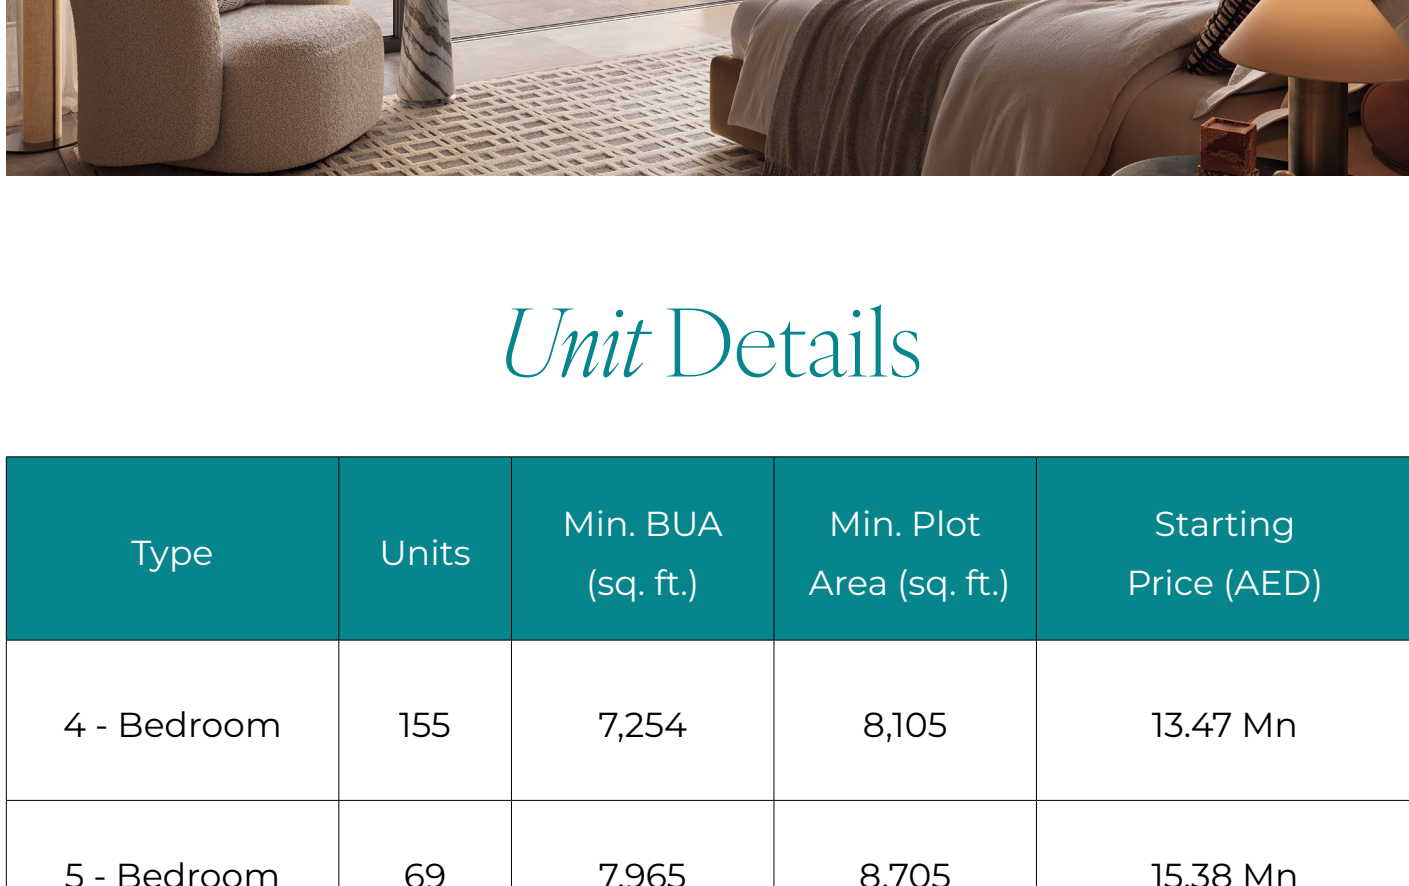 Unit Details
Type
Units
Min. BUA
(sq. ft.)
Min. Plot
Area (sq. ft.)
Starting
Price (AED)
4 - Bedroom 155 7,254 8,105 13.47 Mn
5 - Bedroom 69 7,965 8,705 15.38 Mn